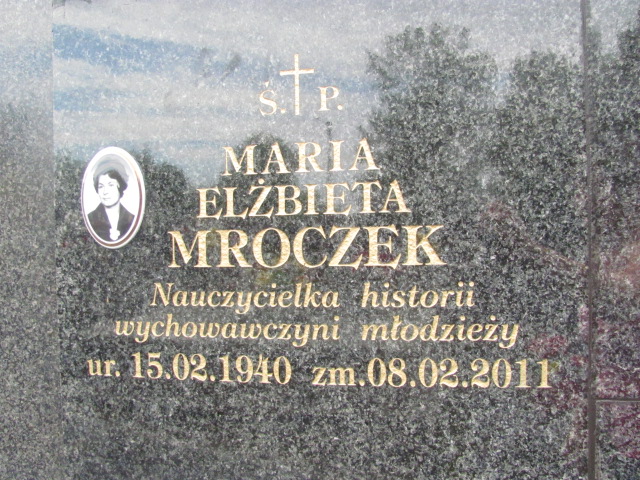 Ś. P.
MARIA
ELŻBIETA
MROCZEK
Nauczycielka historii
wychowawczyni młodzieży
ur. 15.02.1940 zm.08.02.2011